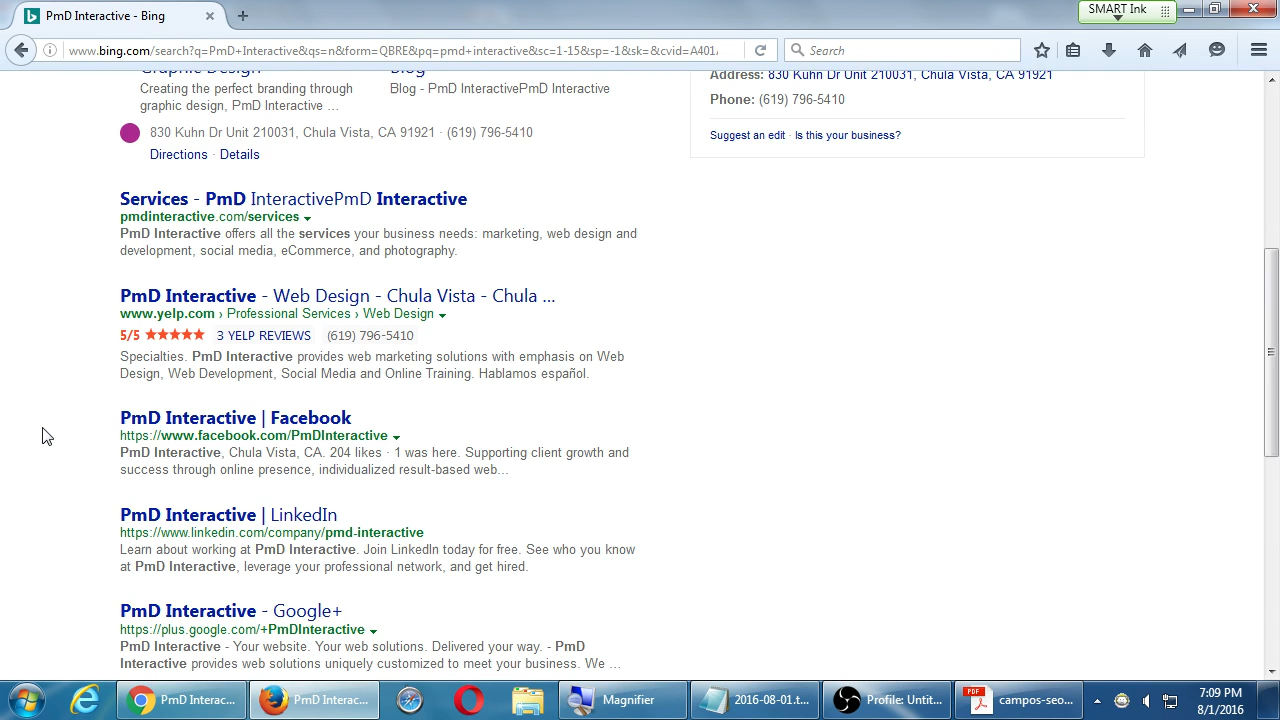 PmD Interactive - Bing
SMART Ink
www.bing.com/search?q=PmD+Interactive&qs=n&form=QBRE&pq=pmd+interactive&sc=1-15&sp=-1&sk=&cvid=A401A
Search
Graphic Design
Blog
Creating the perfect branding through
graphic design, PmD Interactive ...
Blog - PmD InteractivePmD Interactive
830 Kuhn Dr Unit 210031, Chula Vista, CA 91921 · (619) 796-5410
Directions · Details
Address: 830 Kuhn Dr Unit 210031, Chula Vista, CA 91921
Phone: (619) 796-5410
Suggest an edit · Is this your business?
Services - PmD InteractivePmD Interactive
pmdinteractive.com/services
PmD Interactive offers all the services your business needs: marketing, web design and
development, social media, eCommerce, and photography.
PmD Interactive - Web Design - Chula Vista - Chula ...
www.yelp.com › Professional Services › Web Design
5/5 ★★★★★ 3 YELP REVIEWS (619) 796-5410
Specialties. PmD Interactive provides web marketing solutions with emphasis on Web
Design, Web Development, Social Media and Online Training. Hablamos español.
PmD Interactive | Facebook
https://www.facebook.com/PmDInteractive
PmD Interactive, Chula Vista, CA. 204 likes · 1 was here. Supporting client growth and
success through online presence, individualized result-based web...
PmD Interactive | LinkedIn
https://www.linkedin.com/company/pmd-interactive
Learn about working at PmD Interactive. Join LinkedIn today for free. See who you know
at PmD Interactive, leverage your professional network, and get hired.
PmD Interactive - Google+
https://plus.google.com/+PmDInteractive
PmD Interactive - Your website. Your web solutions. Delivered your way. - PmD
Interactive provides web solutions uniquely customized to meet your business. We ...
PmD Interac...
PmD Interac...
Magnifier
2016-08-01.t...
Profile: Untit...
PDF
campos-seo...
7:09 PM
8/1/2016